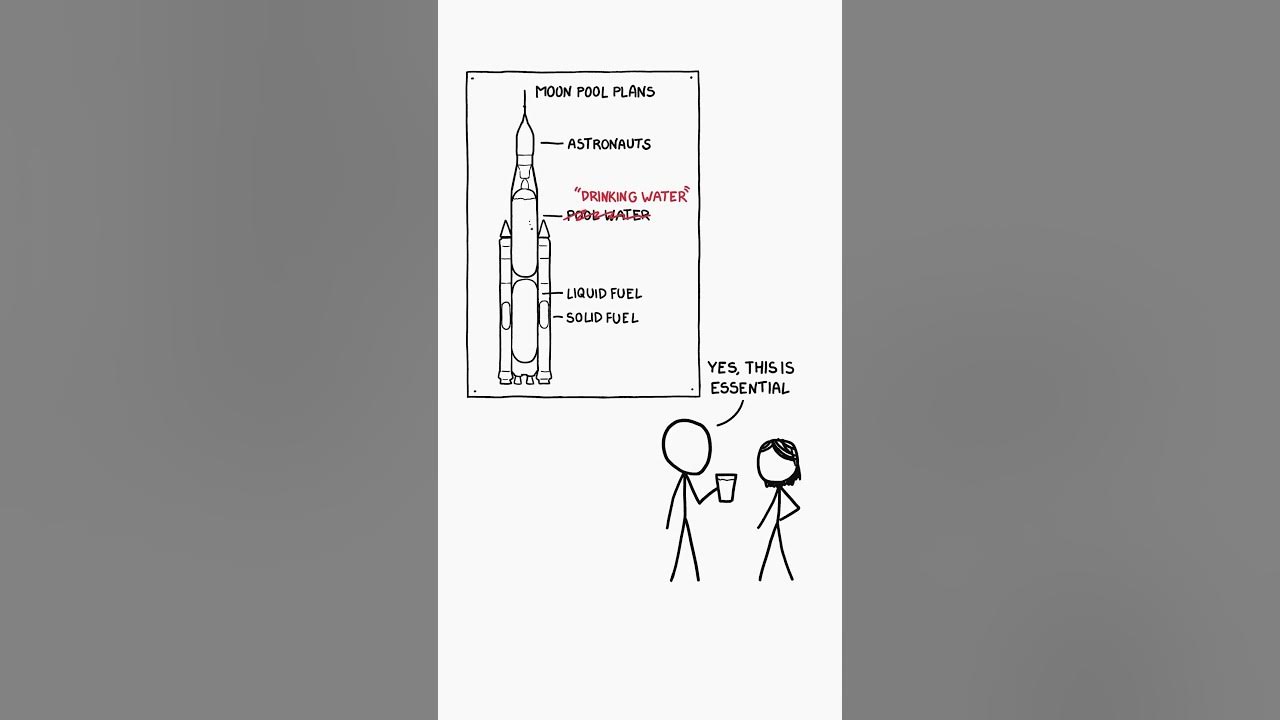 MOON POOL PLANS
ASTRONAUTS
"DRINKING WATER"
POOL WATER
LIQUID FUEL
SOLID FUEL
YES, THIS IS
ESSENTIAL